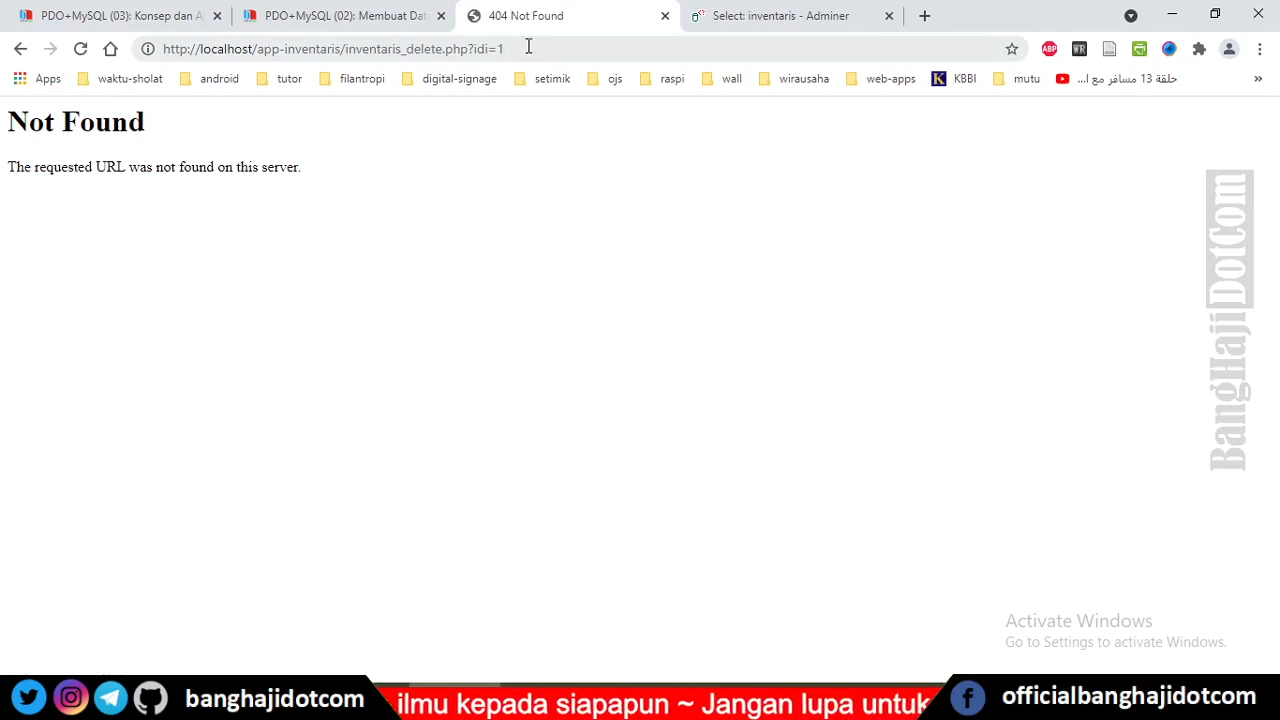 PDO+MySQL (03): Konsep dan A
PDO+MySQL (02): Membuat Dat
404 Not Found
Select: inventaris - Adminer
http://localhost/app-inventaris/inventaris_delete.php?idi=1
ABP
WR
Apps
waktu-sholat
android
tutor
filantropi
digital-signage
setimik
ojs
raspi
wall
wirausaha
web-apps
K
KBBI
mutu
حلقة 13 مسافر مع ا...
»
Not Found
The requested URL was not found on this server.
BangHajiDotCom
Activate Windows
Go to Settings to activate Windows.
banghajidotcom
ilmu kepada siapapun ~ Jangan lupa untuk
officialbanghajidotcom